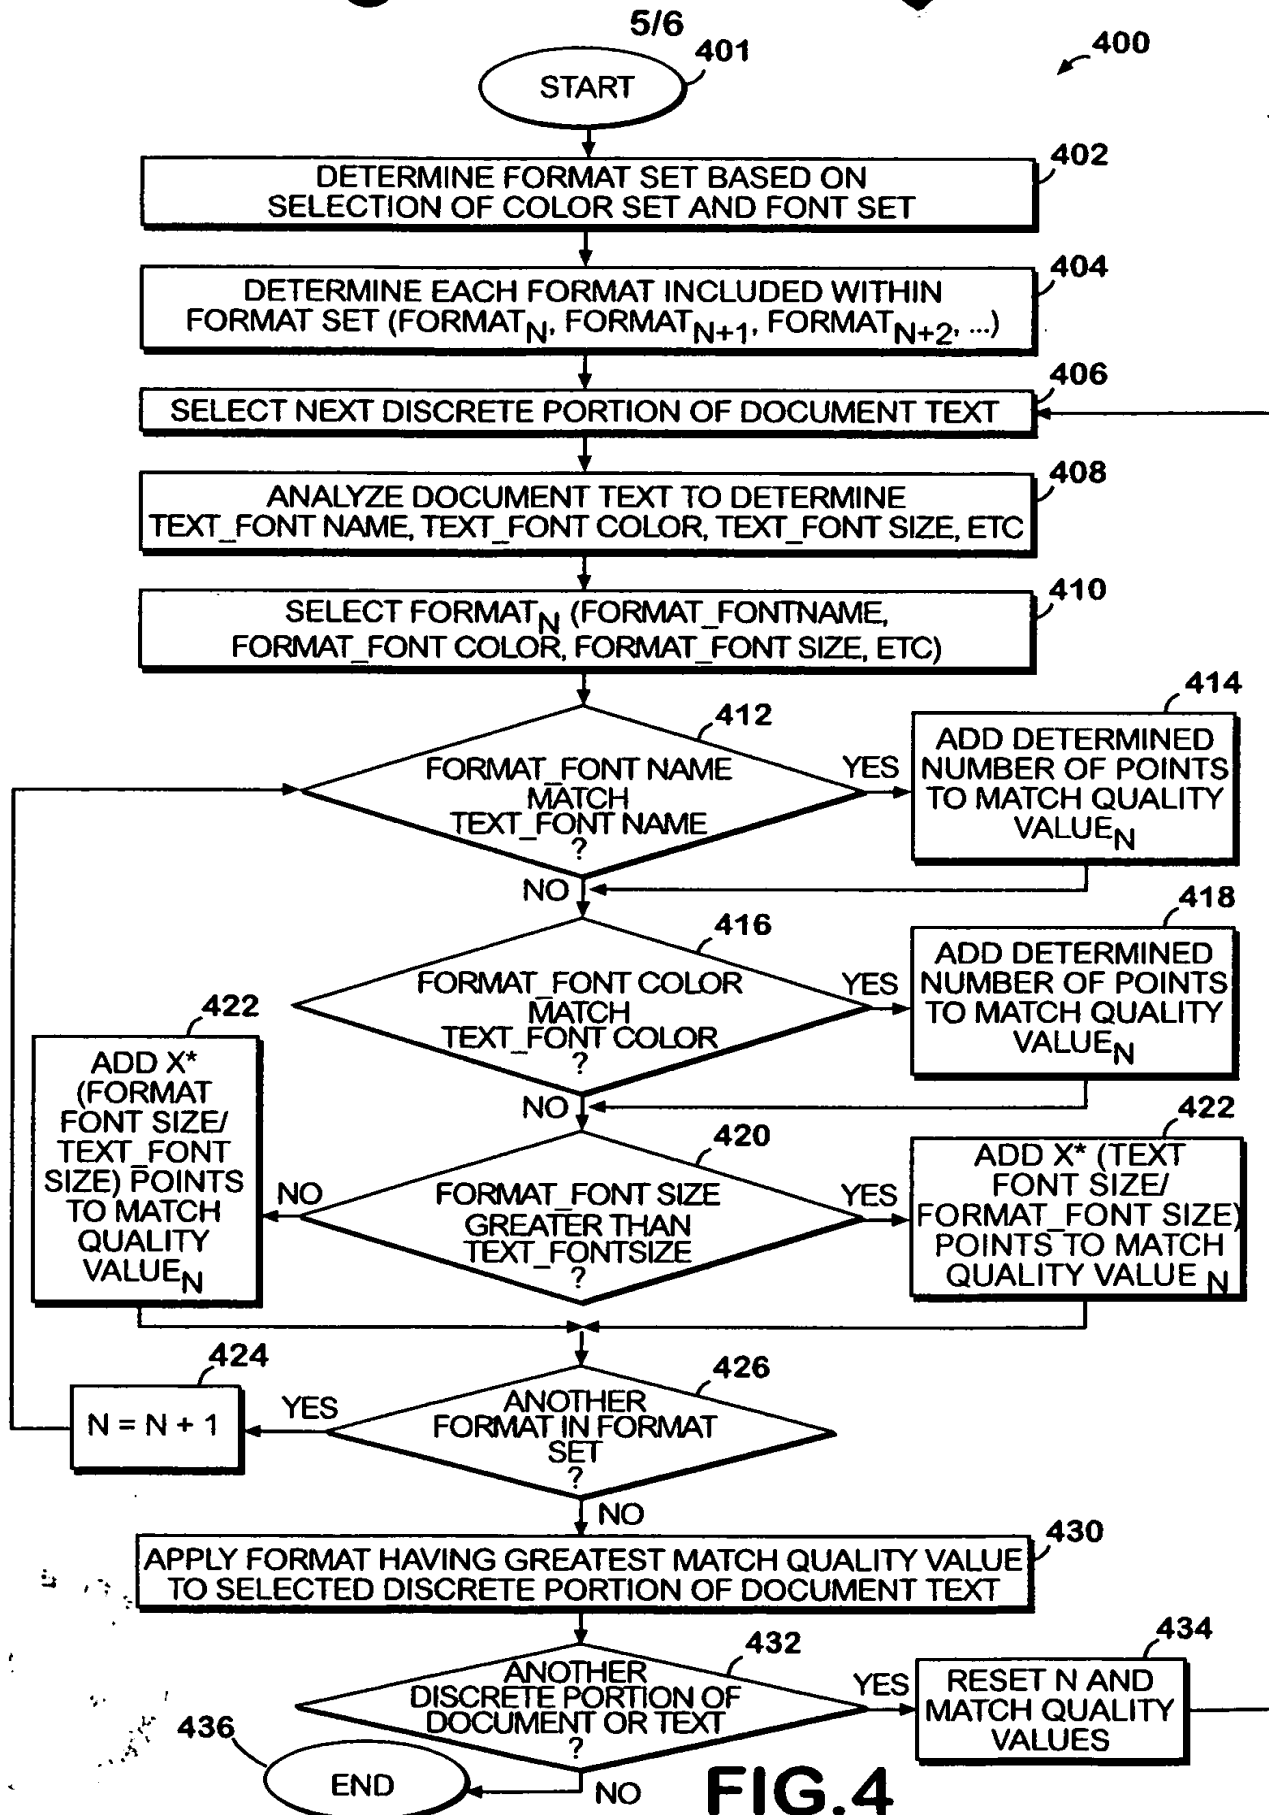 5/6
401
400
START
402
DETERMINE FORMAT SET BASED ON
SELECTION OF COLOR SET AND FONT SET
404
DETERMINE EACH FORMAT INCLUDED WITHIN
FORMAT SET (FORMATN, FORMATN+1, FORMATN+2, ...)
406
SELECT NEXT DISCRETE PORTION OF DOCUMENT TEXT
408
ANALYZE DOCUMENT TEXT TO DETERMINE
TEXT_FONT NAME, TEXT_FONT COLOR, TEXT_FONT SIZE, ETC
410
SELECT FORMATN (FORMAT_FONTNAME,
FORMAT_FONT COLOR, FORMAT_FONT SIZE, ETC)
412
FORMAT_FONT NAME
MATCH
TEXT_FONT NAME
?
YES
414
ADD DETERMINED
NUMBER OF POINTS
TO MATCH QUALITY
VALUEN
NO
416
FORMAT_FONT COLOR
MATCH
TEXT_FONT COLOR
?
YES
418
ADD DETERMINED
NUMBER OF POINTS
TO MATCH QUALITY
VALUEN
NO
420
FORMAT_FONT SIZE
GREATER THAN
TEXT_FONTSIZE
?
NO
422
ADD X*
(FORMAT
FONT SIZE/
TEXT_FONT
SIZE) POINTS
TO MATCH
QUALITY
VALUEN
YES
422
ADD X* (TEXT
FONT SIZE/
FORMAT_FONT SIZE)
POINTS TO MATCH
QUALITY VALUE N
426
ANOTHER
FORMAT IN FORMAT
SET
?
YES
424
N = N + 1
NO
430
APPLY FORMAT HAVING GREATEST MATCH QUALITY VALUE
TO SELECTED DISCRETE PORTION OF DOCUMENT TEXT
432
ANOTHER
DISCRETE PORTION OF
DOCUMENT OR TEXT
?
YES
434
RESET N AND
MATCH QUALITY
VALUES
NO
436
END
FIG.4